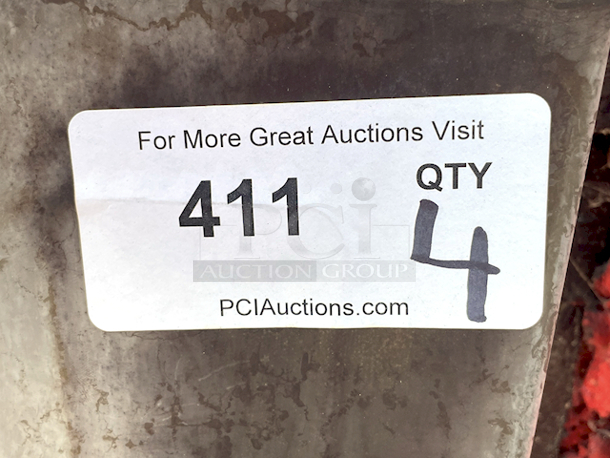 For More Great Auctions Visit
411
QTY
4
PCI
AUCTION GROUP
PCIAuctions.com